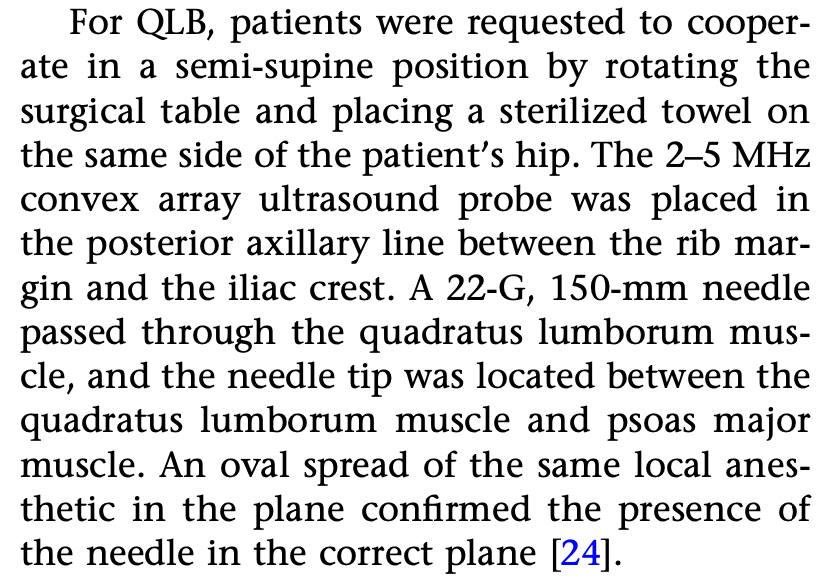 For QLB, patients were requested to cooper-
ate in a semi-supine position by rotating the
surgical table and placing a sterilized towel on
the same side of the patient's hip. The 2–5 MHz
convex array ultrasound probe was placed in
the posterior axillary line between the rib mar-
gin and the iliac crest. A 22-G, 150-mm needle
passed through the quadratus lumborum mus-
cle, and the needle tip was located between the
quadratus lumborum muscle and psoas major
muscle. An oval spread of the same local anes-
thetic in the plane confirmed the presence of
the needle in the correct plane [24].